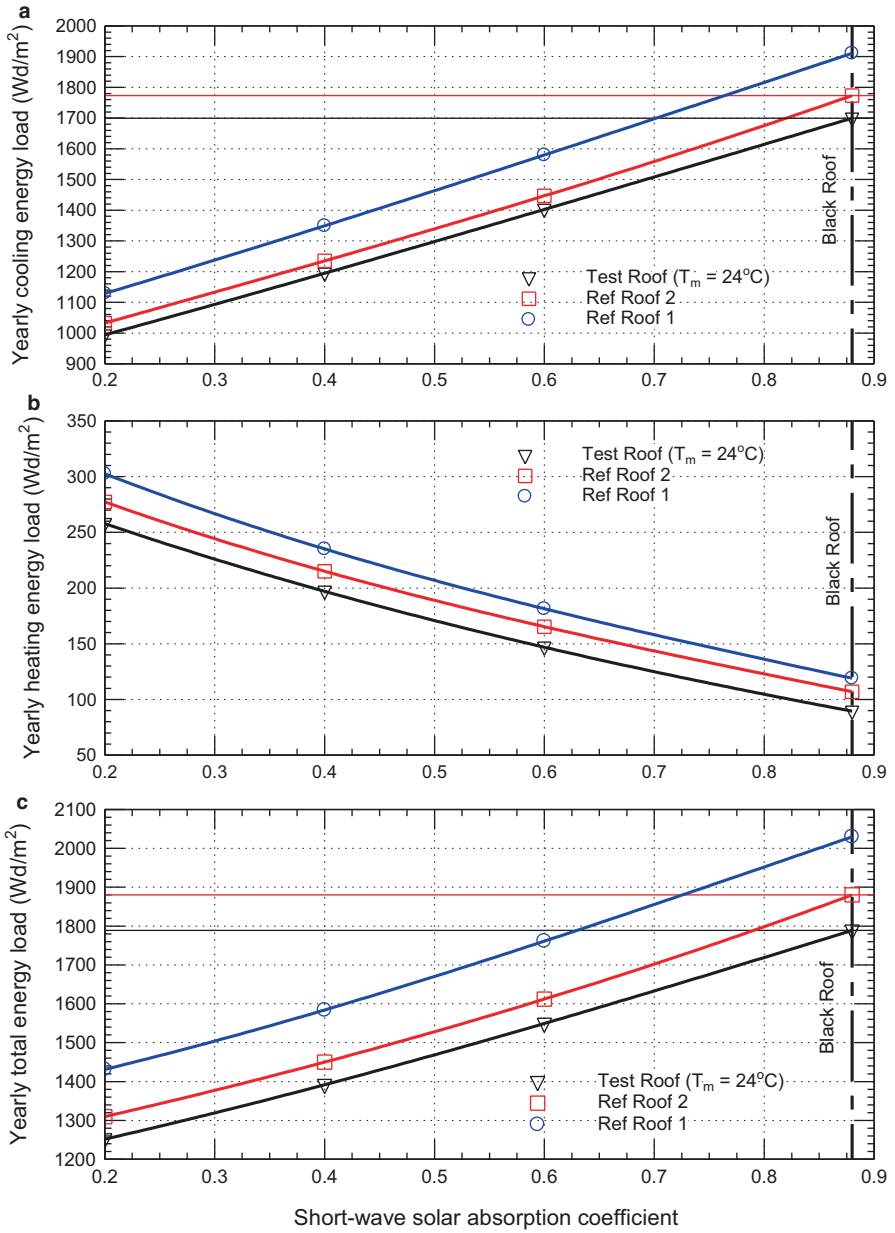 a
Yearly cooling energy load (Wd/m²)
2000
1900
1800
1700
1600
1500
1400
1300
1200
1100
1000
900
Black Roof
Test Roof (Tₘ = 24°C)
Ref Roof 2
Ref Roof 1
0.2 0.3 0.4 0.5 0.6 0.7 0.8 0.9
b
Yearly heating energy load (Wd/m²)
350
300
250
200
150
100
50
Test Roof (Tₘ = 24°C)
Ref Roof 2
Ref Roof 1
Black Roof
0.2 0.3 0.4 0.5 0.6 0.7 0.8 0.9
c
Yearly total energy load (Wd/m²)
2100
2000
1900
1800
1700
1600
1500
1400
1300
1200
Black Roof
Test Roof (Tₘ = 24°C)
Ref Roof 2
Ref Roof 1
0.2 0.3 0.4 0.5 0.6 0.7 0.8 0.9
Short-wave solar absorption coefficient